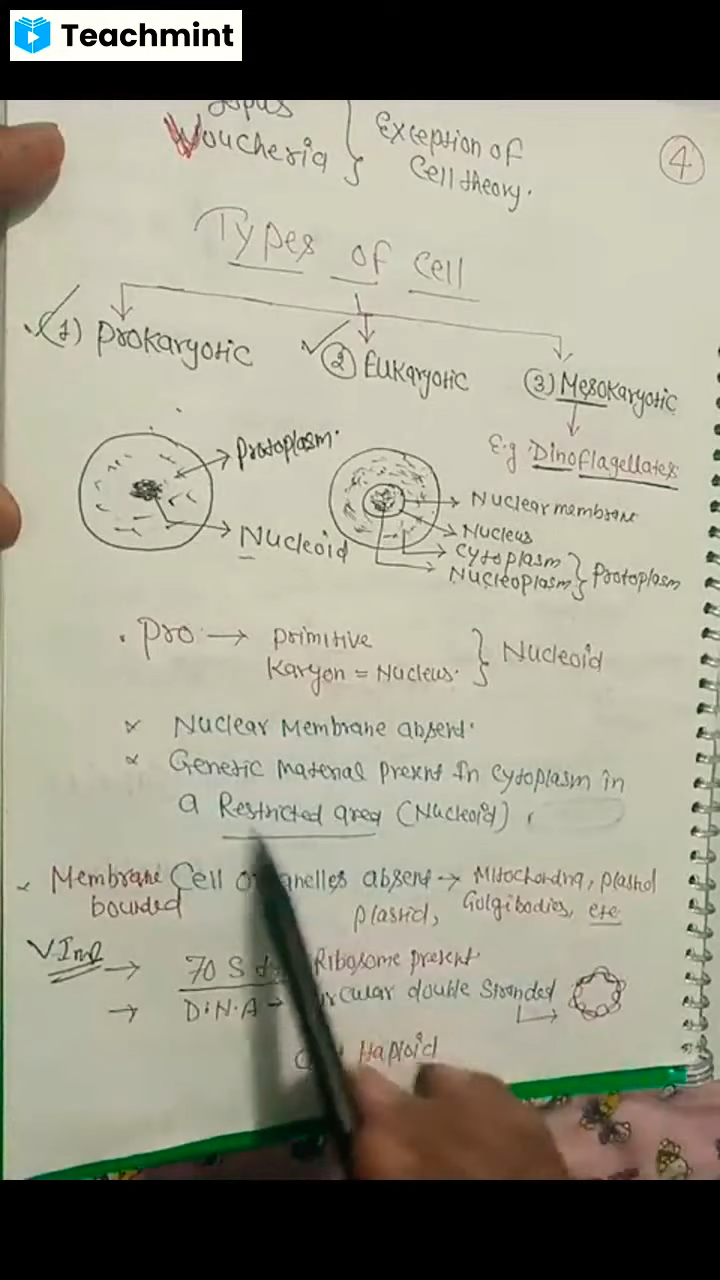 Teachmint
Voucheria } Exception of
Cell theory.
4
Types of cell
(1) Prokaryotic
② Eukaryotic
③ Mesokaryotic
E.g Dinoflagellates
Protoplasm.
Nucleoid
Nuclear membrane
Nucleus
Cytoplasm
Nucleoplasm } Protoplasm
Pro → primitive
Karyon = Nucleus. } Nucleoid
Nuclear Membrane absent.
Genetic material present in cytoplasm in
a Restricted area (Nucleoid)
Membrane Cell absent → Mitochondria, plastid
bounded plastid, Golgibodies, etc
V.Imp → 70 S Ribosome present
→ D.N.A → double stranded
Haploid